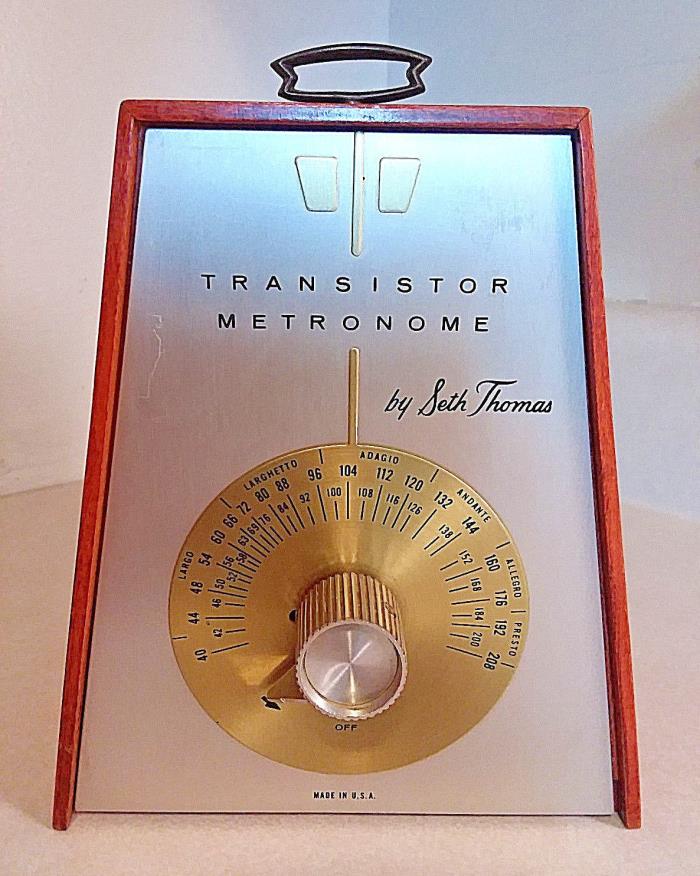 TRANSISTOR
METRONOME
by Seth Thomas
LARGO LARGHETTO ADAGIO ANDANTE ALLEGRO PRESTO
40 44 48 54 60 66 72 80 88 96 104 112 120 132 144 160 176 192 208
42 46 50 52 56 58 63 69 76 84 92 100 108 116 126 138 152 168 184 200
OFF
MADE IN U.S.A.